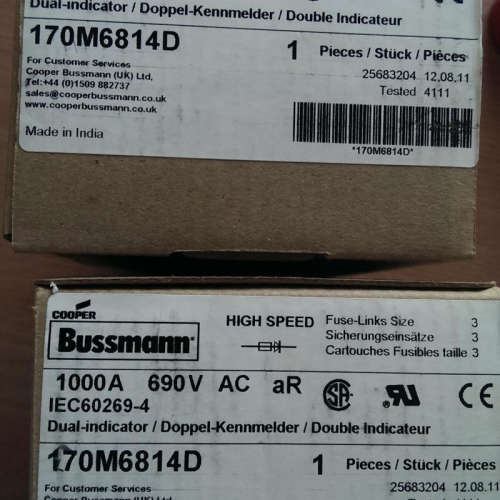 Dual-indicator / Doppel-Kennmelder / Double Indicateur
170M6814D 1 Pieces / Stück / Pièces
For Customer Services
Cooper Bussmann (UK) Ltd, 25683204 12,08,11
Tel:+44 (0)1509 882737 Tested 4111
sales@cooperbussmann.co.uk
www.cooperbussmann.co.uk
Made in India
*170M6814D*
COOPER
Bussmann
HIGH SPEED Fuse-Links Size 3
Sicherungseinsätze 3
Cartouches Fusibles taille 3
1000A 690V AC aR
IEC60269-4
Dual-indicator / Doppel-Kennmelder / Double Indicateur
170M6814D 1 Pieces / Stück / Pièces
For Customer Services 25683204 12,08,11
Cooper Bussmann (UK) Ltd,